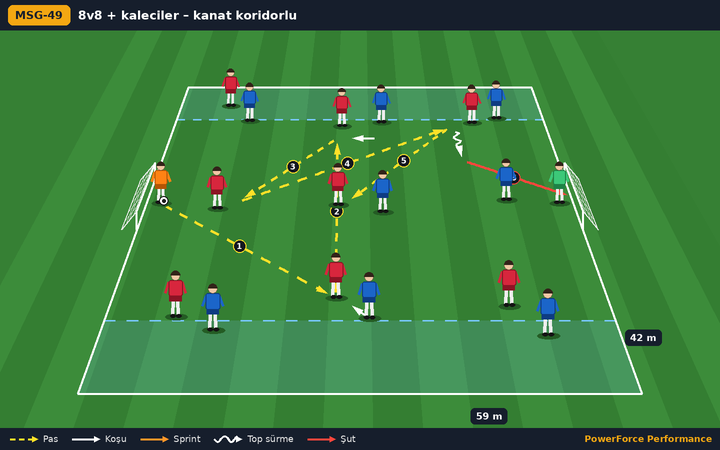 MSG-49 8v8 + kaleciler – kanat koridorlu
3
4
5
2
1
42 m
59 m
Pas Koşu Sprint Top sürme Şut PowerForce Performance